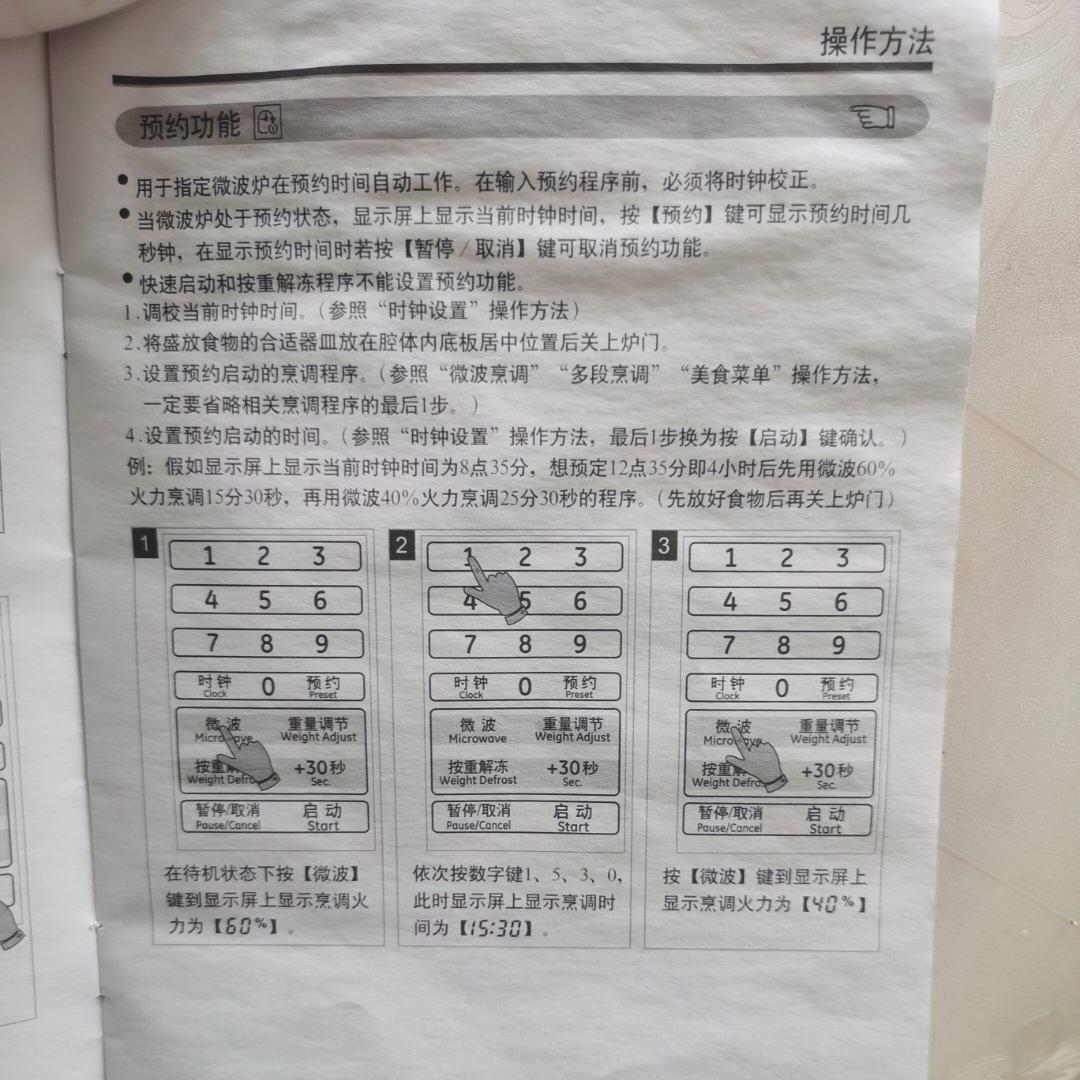 操作方法
预约功能
●用于指定微波炉在预约时间自动工作。在输入预约程序前，必须将时钟校正。
●当微波炉处于预约状态，显示屏上显示当前时钟时间，按【预约】键可显示预约时间几
秒钟，在显示预约时间时若按【暂停/取消】键可取消预约功能。
●快速启动和按重解冻程序不能设置预约功能。
1.调校当前时钟时间。（参照“时钟设置”操作方法）
2.将盛放食物的合适器皿放在腔体内底板居中位置后关上炉门。
3.设置预约启动的烹调程序。（参照“微波烹调”“多段烹调”“美食菜单”操作方法，
一定要省略相关烹调程序的最后1步。）
4.设置预约启动的时间。（参照“时钟设置”操作方法，最后1步换为按【启动】键确认。）
例：假如显示屏上显示当前时钟时间为8点35分，想预定12点35分即4小时后先用微波60%
火力烹调15分30秒，再用微波40%火力烹调25分30秒的程序。（先放好食物后再关上炉门）
1
1 2 3
4 5 6
7 8 9
时钟 0 预约
Clock Preset
微波 重量调节
Microwave Weight Adjust
按重解 +30秒
Weight Defro Sec.
暂停/取消 启动
Pause/Cancel Start
在待机状态下按【微波】
键到显示屏上显示烹调火
力为【60%】。
2
1 2 3
4 5 6
7 8 9
时钟 0 预约
Clock Preset
微波 重量调节
Microwave Weight Adjust
按重解冻 +30秒
Weight Defrost Sec.
暂停/取消 启动
Pause/Cancel Start
依次按数字键1、5、3、0，
此时显示屏上显示烹调时
间为【15:30】。
3
1 2 3
4 5 6
7 8 9
时钟 0 预约
Clock Preset
微波 重量调节
Microwave Weight Adjust
按重解 +30秒
Weight Defros Sec.
暂停/取消 启动
Pause/Cancel Start
按【微波】键到显示屏上
显示烹调火力为【40%】